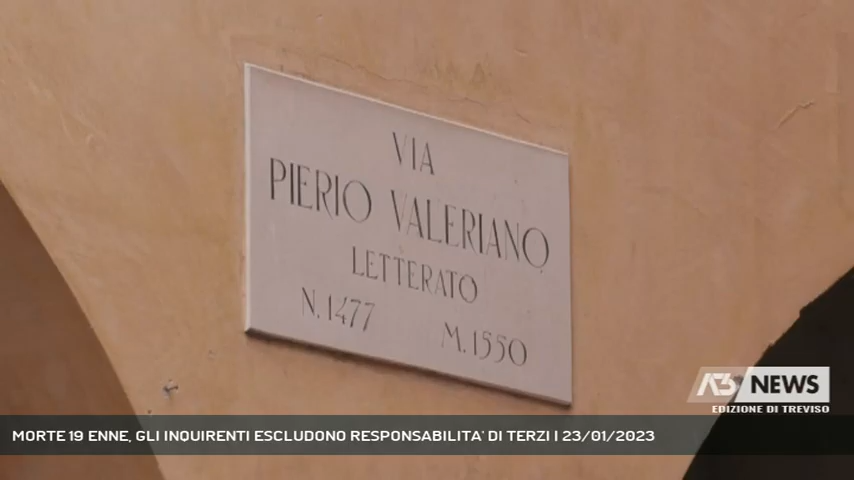 VIA
PIERIO VALERIANO
LETTERATO
N. 1477 M. 1550
A3 NEWS
EDIZIONE DI TREVISO
MORTE 19 ENNE, GLI INQUIRENTI ESCLUDONO RESPONSABILITA' DI TERZI | 23/01/2023